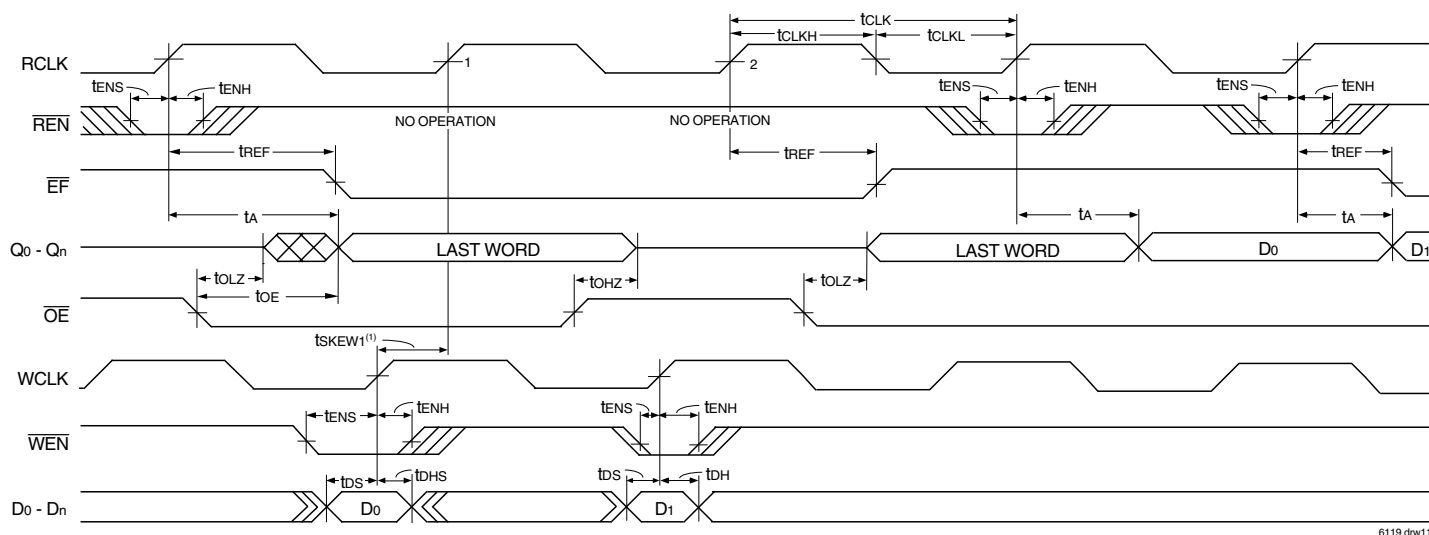 tCLK
tCLKH tCLKL
RCLK 1 2
tENS tENH tENS tENH tENS tENH
REN NO OPERATION NO OPERATION
tREF tREF tREF
EF
tA tA tA
Q0 - Qn LAST WORD LAST WORD D0 D1
tOLZ tOHZ tOLZ
tOE
OE
tSKEW1(1)
WCLK
tENS tENH tENS tENH
WEN
tDS tDHS tDS tDH
D0 - Dn D0 D1
6119 drw11